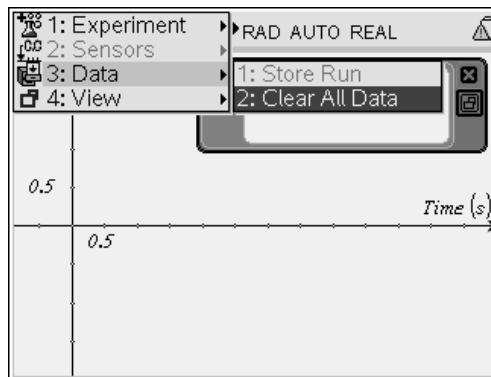 1: Experiment
RAD AUTO REAL
2: Sensors
3: Data
1: Store Run
4: View
2: Clear All Data
0.5
Time (s)
0.5